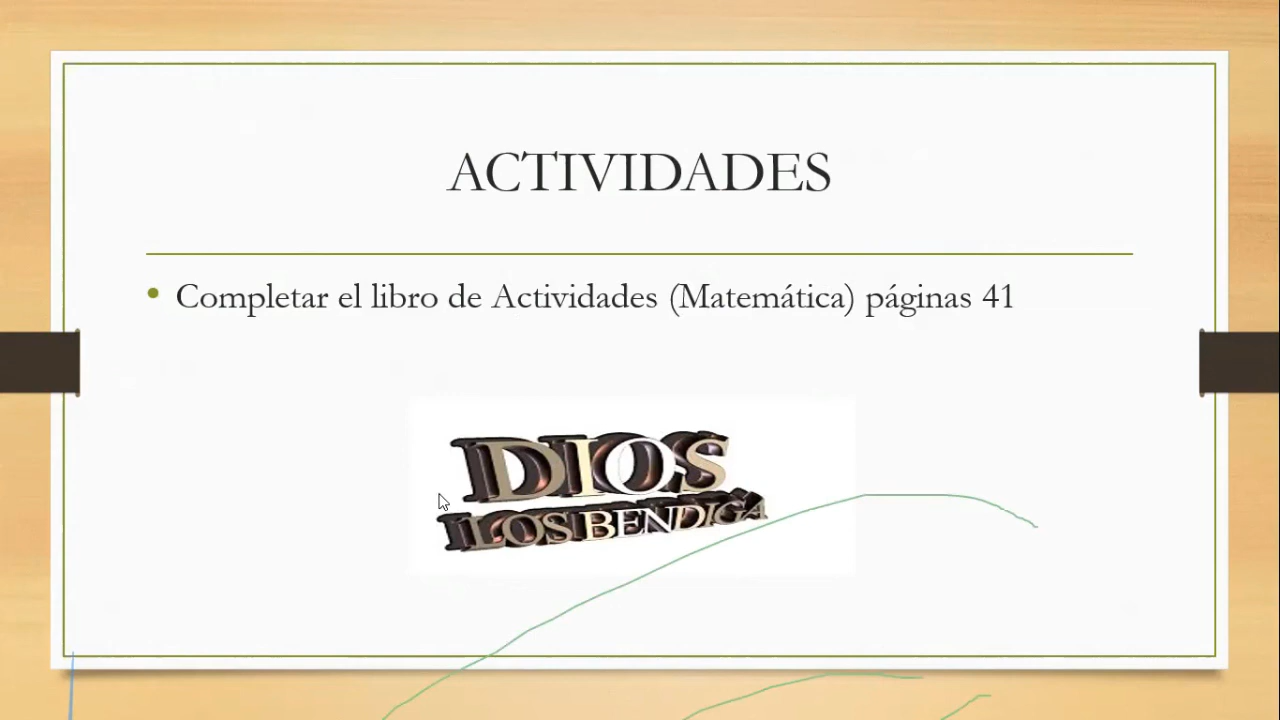 ACTIVIDADES
• Completar el libro de Actividades (Matemática) páginas 41
DIOS
LOS BENDIGA